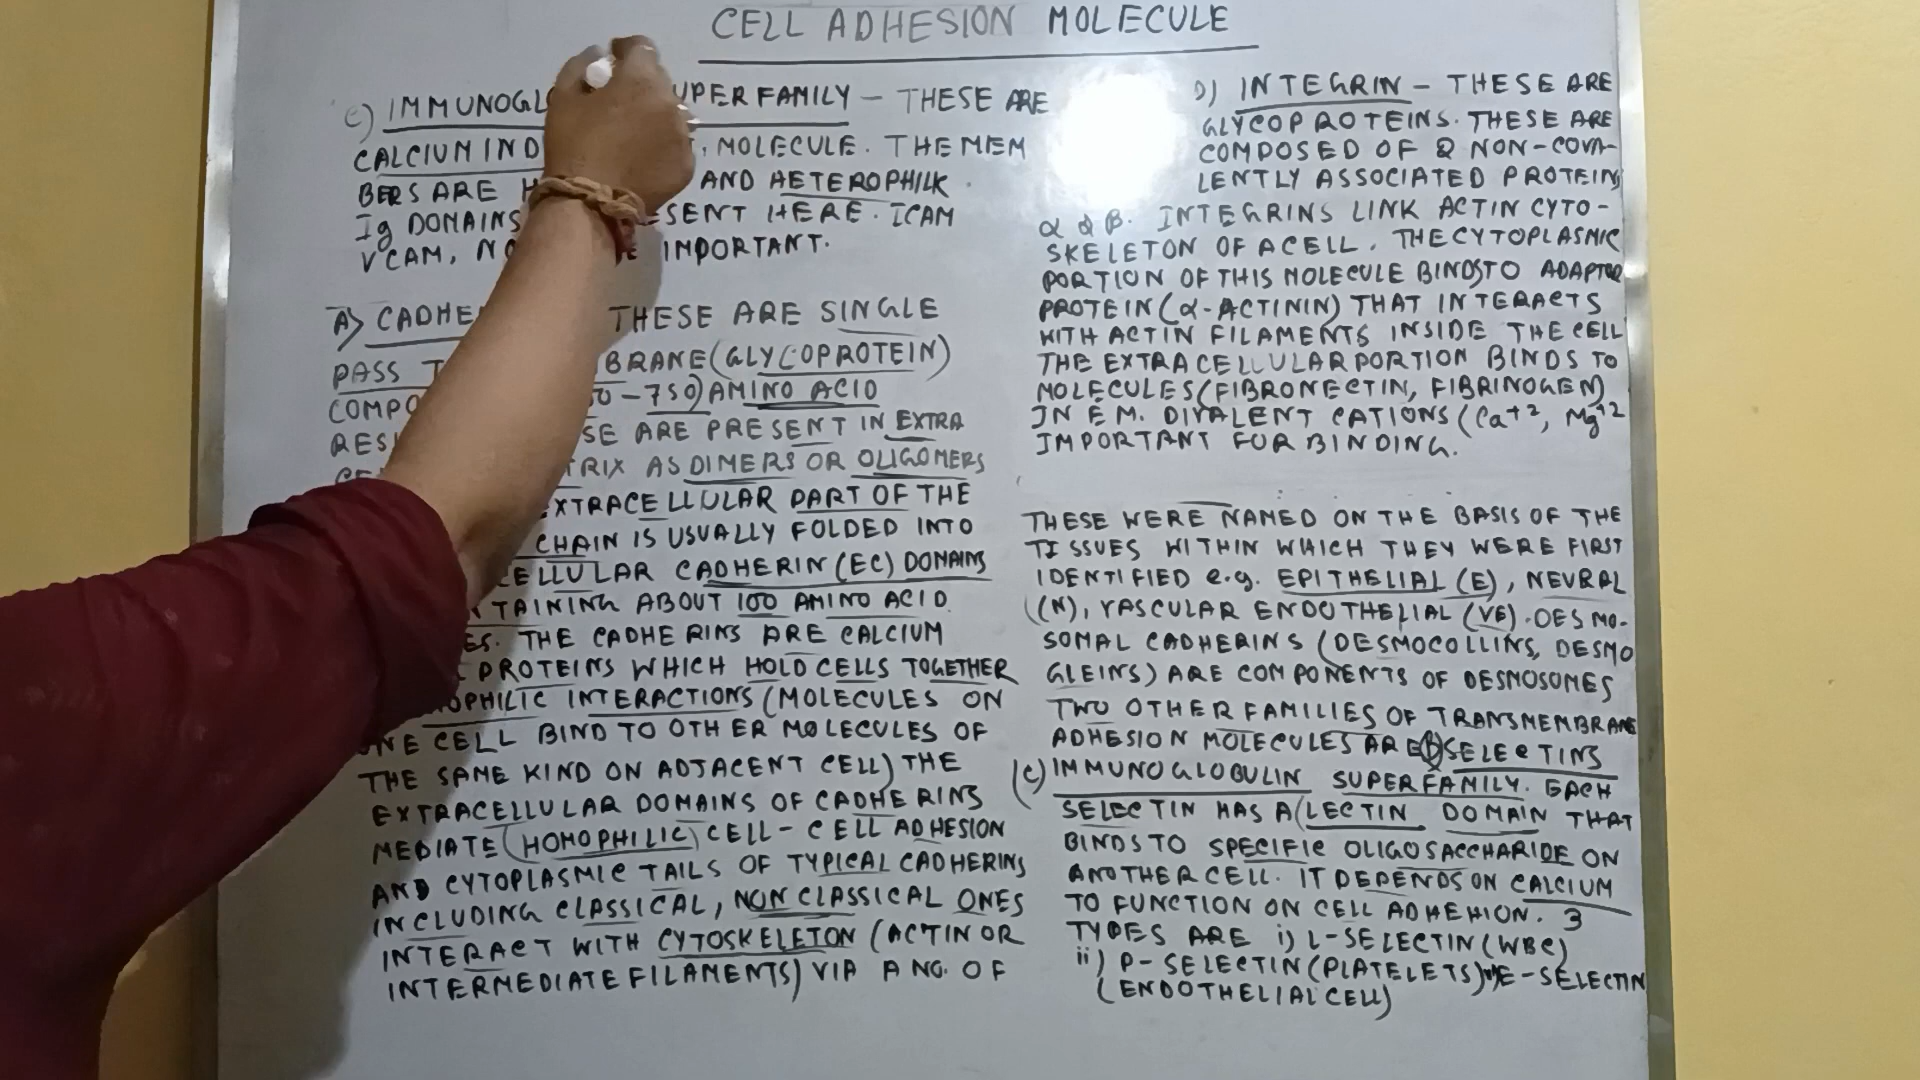 CELL ADHESION MOLECULE
C) IMMUNOGL UPERFAMILY - THESE ARE
CALCIUM IND MOLECULE. THE MEM
BERS ARE H AND HETEROPHILK.
Ig DOMAINS ESENT HERE. ICAM
VCAM, N E IMPORTANT.
A) CADHE THESE ARE SINGLE
PASS T BRANE (GLYCOPROTEIN)
COMPO 0-750) AMINO ACID
RES SE ARE PRESENT IN EXTRA
TRIX AS DIMERS OR OLIGOMERS
EXTRACELLULAR PART OF THE
CHAIN IS USUALLY FOLDED INTO
CELLULAR CADHERIN (EC) DOMAINS
TAINING ABOUT 100 AMINO ACID
ES. THE CADHERINS ARE CALCIUM
PROTEINS WHICH HOLD CELLS TOGETHER
OPHILIC INTERACTIONS (MOLECULES ON
ONE CELL BIND TO OTHER MOLECULES OF
THE SAME KIND ON ADJACENT CELL) THE
EXTRACELLULAR DOMAINS OF CADHERINS
MEDIATE (HOMOPHILIC) CELL-CELL ADHESION
AND CYTOPLASMIC TAILS OF TYPICAL CADHERINS
INCLUDING CLASSICAL, NON CLASSICAL ONES
INTERACT WITH CYTOSKELETON (ACTIN OR
INTERMEDIATE FILAMENTS) VIA A NO. OF
D) INTEGRIN - THESE ARE
GLYCOPROTEINS. THESE ARE
COMPOSED OF 2 NON-COVA-
LENTLY ASSOCIATED PROTEIN
α & β. INTEGRINS LINK ACTIN CYTO-
SKELETON OF A CELL. THE CYTOPLASMIC
PORTION OF THIS MOLECULE BINDS TO ADAPTOR
PROTEIN (α-ACTININ) THAT INTERACTS
WITH ACTIN FILAMENTS INSIDE THE CELL
THE EXTRACELLULAR PORTION BINDS TO
MOLECULES (FIBRONECTIN, FIBRINOGEN)
IN EM. DIVALENT CATIONS (Ca+2, Mg+2
IMPORTANT FOR BINDING.
THESE WERE NAMED ON THE BASIS OF THE
TISSUES WITHIN WHICH THEY WERE FIRST
IDENTIFIED e.g. EPITHELIAL (E), NEURAL
(N), VASCULAR ENDOTHELIAL (VE). DESMO-
SOMAL CADHERINS (DESMOCOLLINS, DESMO
GLEINS) ARE COMPONENTS OF DESMOSOMES
TWO OTHER FAMILIES OF TRANSMEMBRANE
ADHESION MOLECULES ARE B) SELECTINS
(C) IMMUNOGLOBULIN SUPERFAMILY. EACH
SELECTIN HAS A (LECTIN DOMAIN THAT
BINDS TO SPECIFIC OLIGOSACCHARIDE ON
ANOTHER CELL. IT DEPENDS ON CALCIUM
TO FUNCTION ON CELL ADHEHION. 3
TYPES ARE i) L-SELECTIN (WBC)
ii) P-SELECTIN (PLATELETS) E-SELECTIN
(ENDOTHELIAL CELL)